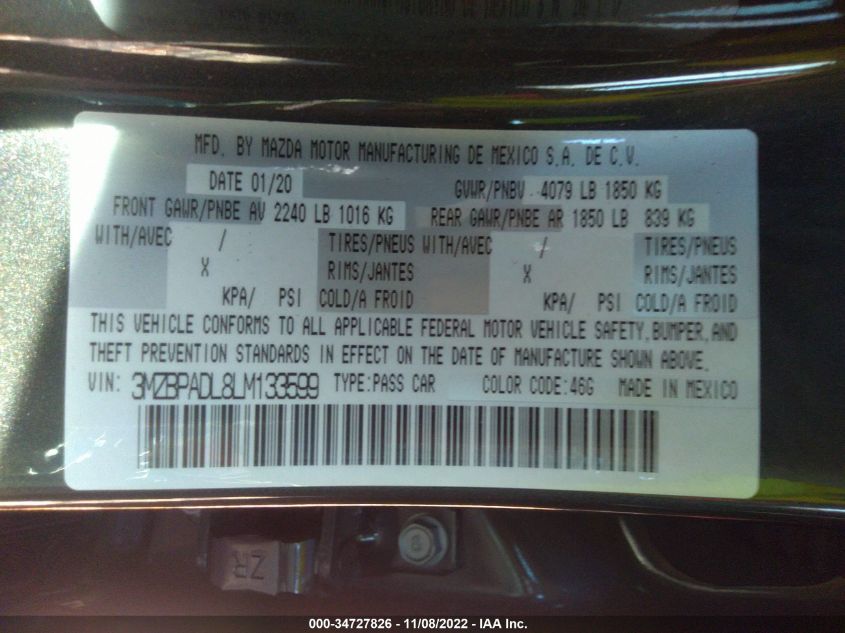 MFD. BY MAZDA MOTOR MANUFACTURING DE MEXICO S.A. DE C.V.
DATE 01/20 GVWR/PNBV 4079 LB 1850 KG
FRONT GAWR/PNBE AV 2240 LB 1016 KG REAR GAWR/PNBE AR 1850 LB 839 KG
WITH/AVEC / TIRES/PNEUS WITH/AVEC / TIRES/PNEUS
X RIMS/JANTES X RIMS/JANTES
KPA/ PSI COLD/A FROID KPA/ PSI COLD/A FROID
THIS VEHICLE CONFORMS TO ALL APPLICABLE FEDERAL MOTOR VEHICLE SAFETY, BUMPER, AND
THEFT PREVENTION STANDARDS IN EFFECT ON THE DATE OF MANUFACTURE SHOWN ABOVE.
VIN: 3MZBPADL8LM133599 TYPE:PASS CAR COLOR CODE:46G MADE IN MEXICO
ZR
000-34727826 - 11/08/2022 - IAA Inc.